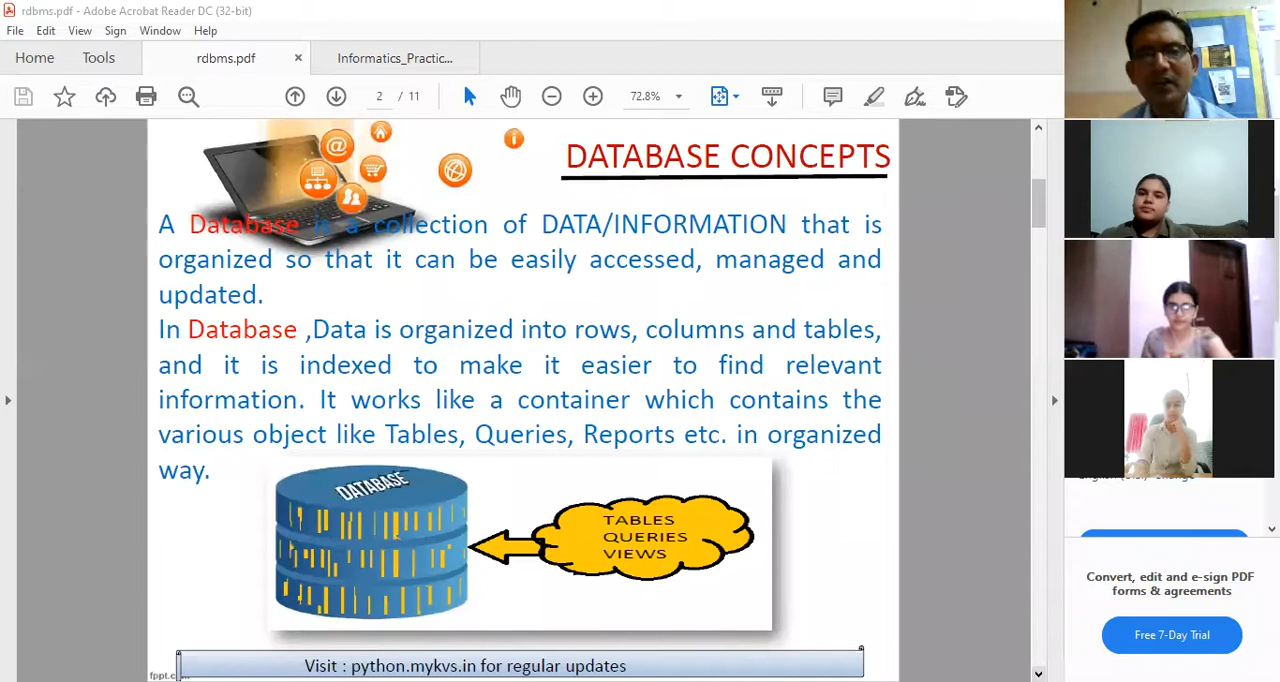 rdbms.pdf - Adobe Acrobat Reader DC (32-bit)
File Edit View Sign Window Help
Home Tools rdbms.pdf × Informatics_Practic...
2 / 11 72.8%
DATABASE CONCEPTS
A Database is a collection of DATA/INFORMATION that is
organized so that it can be easily accessed, managed and
updated.
In Database ,Data is organized into rows, columns and tables,
and it is indexed to make it easier to find relevant
information. It works like a container which contains the
various object like Tables, Queries, Reports etc. in organized
way.
DATABASE
TABLES
QUERIES
VIEWS
Visit : python.mykvs.in for regular updates
Convert, edit and e-sign PDF
forms & agreements
Free 7-Day Trial